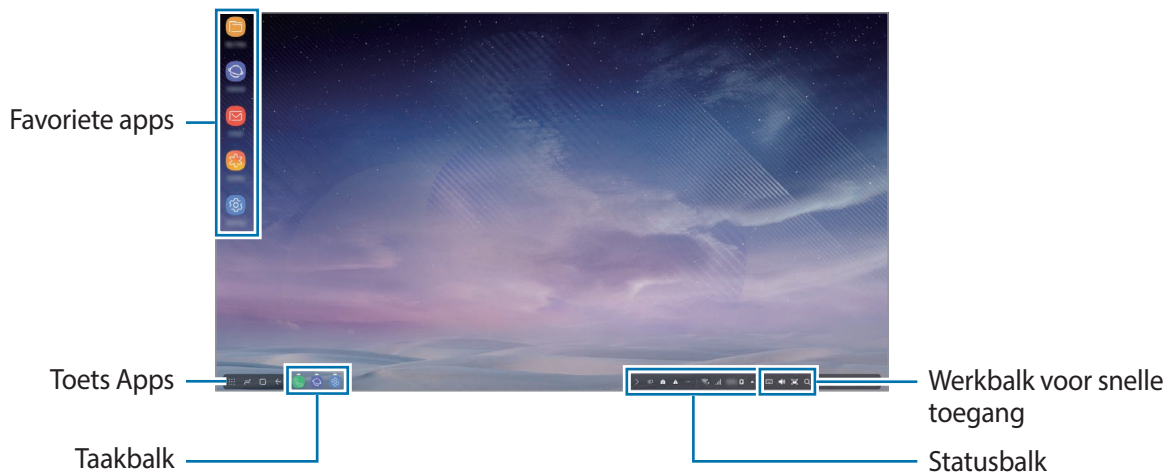 Favoriete apps
Toets Apps
Taakbalk
Werkbalk voor snelle
toegang
Statusbalk